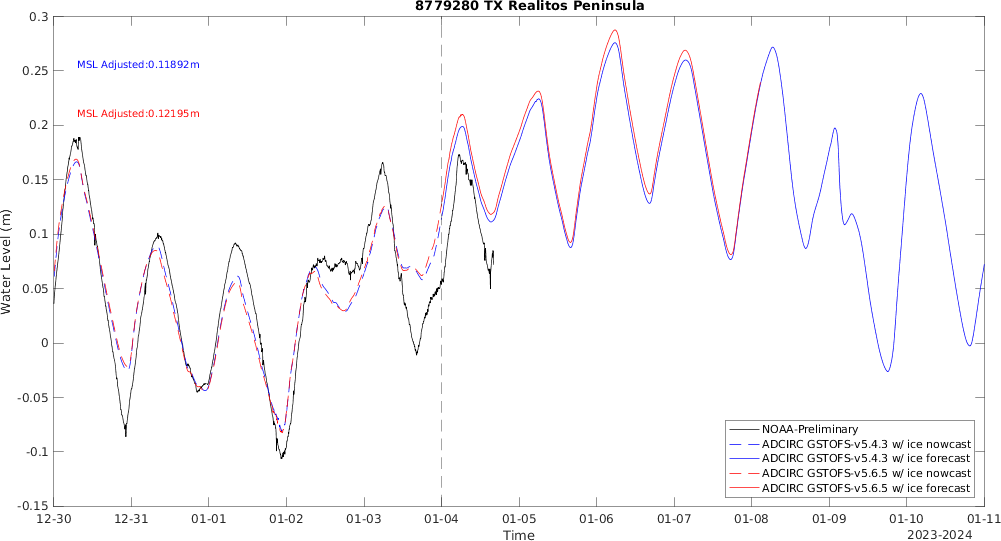 8779280 TX Realitos Peninsula
MSL Adjusted:0.11892m
MSL Adjusted:0.12195m
Water Level (m)
0.3
0.25
0.2
0.15
0.1
0.05
0
-0.05
-0.1
-0.15
NOAA-Preliminary
ADCIRC GSTOFS-v5.4.3 w/ ice nowcast
ADCIRC GSTOFS-v5.4.3 w/ ice forecast
ADCIRC GSTOFS-v5.6.5 w/ ice nowcast
ADCIRC GSTOFS-v5.6.5 w/ ice forecast
12-30 12-31 01-01 01-02 01-03 01-04 01-05 01-06 01-07 01-08 01-09 01-10 01-11
Time
2023-2024